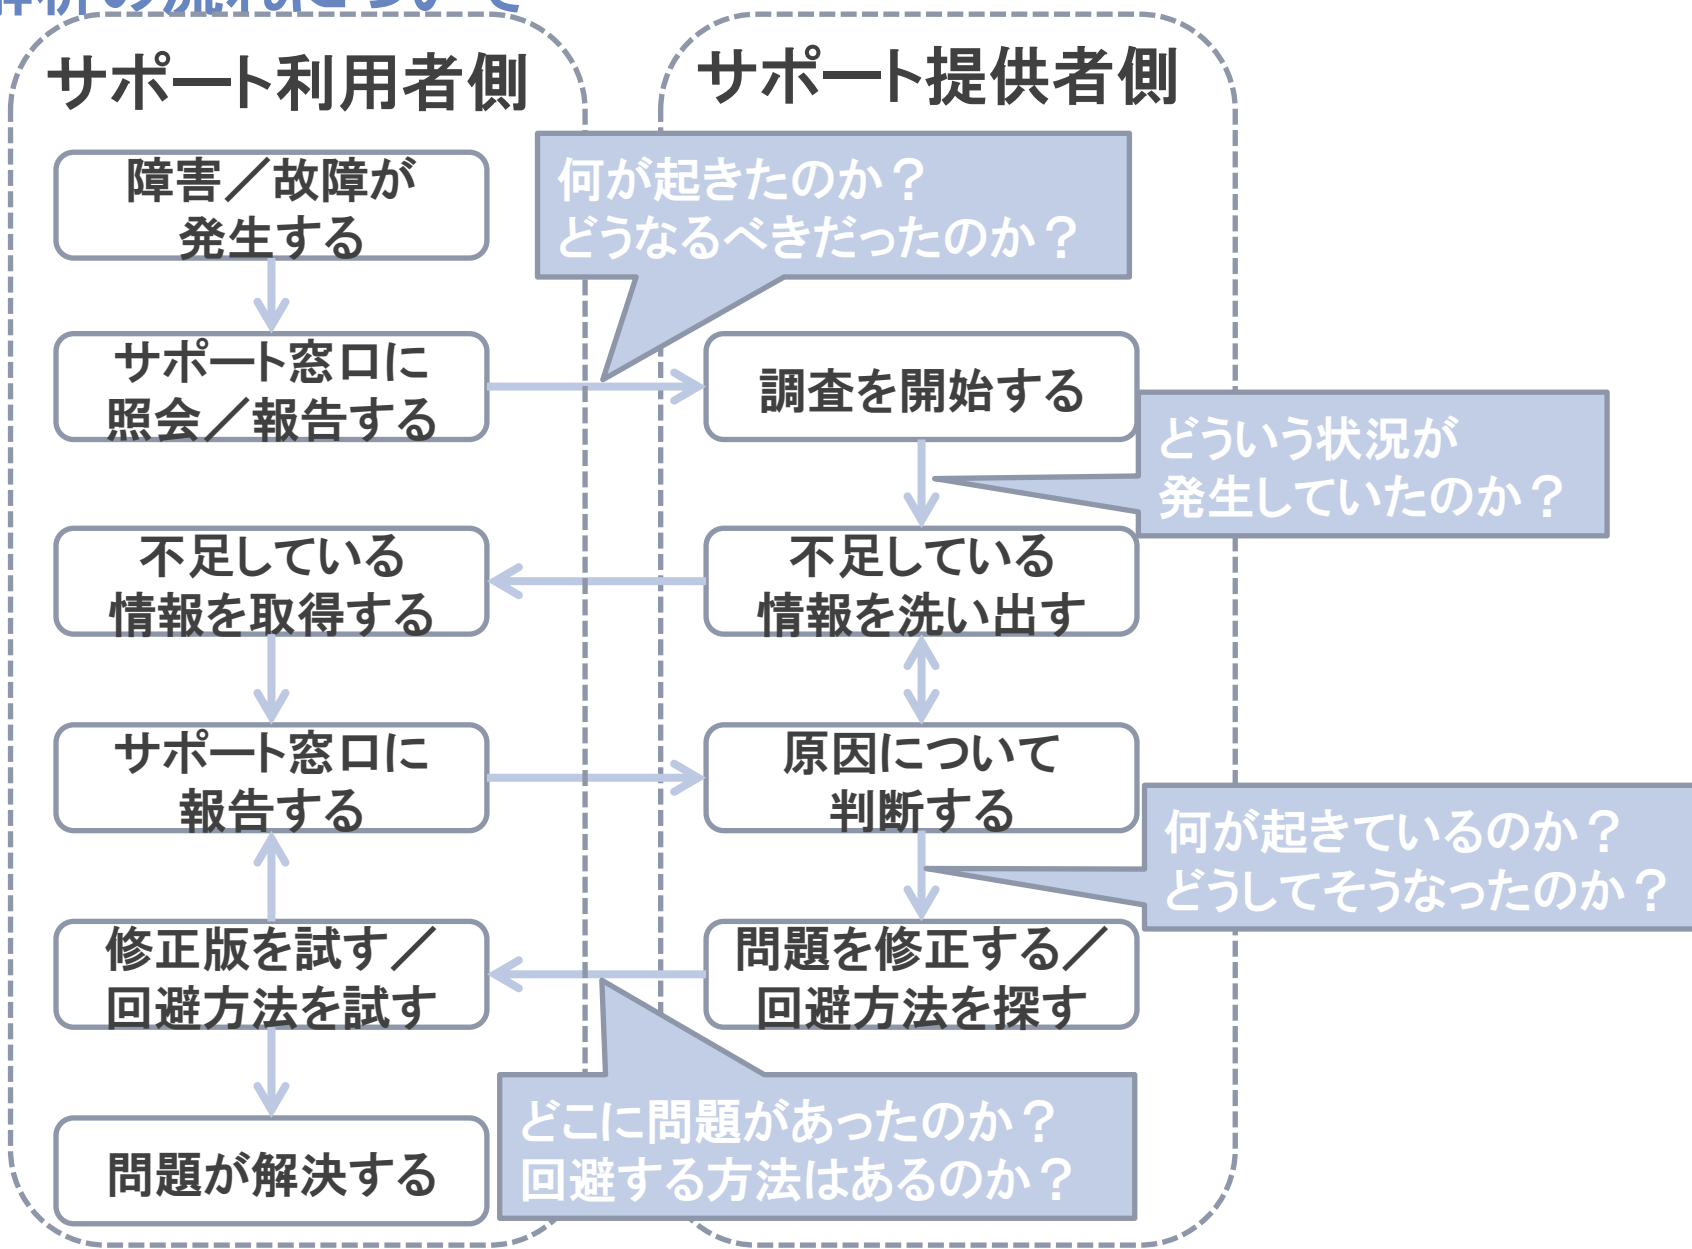 サポート利用者側
障害／故障が
発生する
サポート窓口に
照会／報告する
不足している
情報を取得する
サポート窓口に
報告する
修正版を試す／
回避方法を試す
問題が解決する
サポート提供者側
調査を開始する
不足している
情報を洗い出す
原因について
判断する
問題を修正する／
回避方法を探す
何が起きたのか？
どうなるべきだったのか？
どういう状況が
発生していたのか？
何が起きているのか？
どうしてそうなったのか？
どこに問題があったのか？
回避する方法はあるのか？